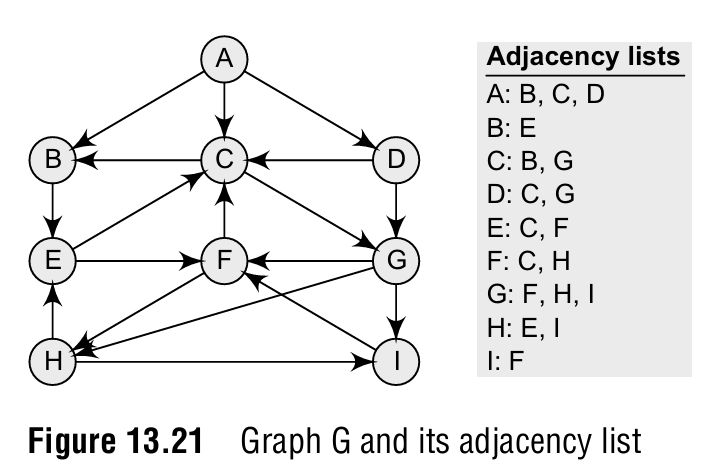 A
B
C
D
E
F
G
H
I
Adjacency lists
A: B, C, D
B: E
C: B, G
D: C, G
E: C, F
F: C, H
G: F, H, I
H: E, I
I: F
Figure 13.21 Graph G and its adjacency list